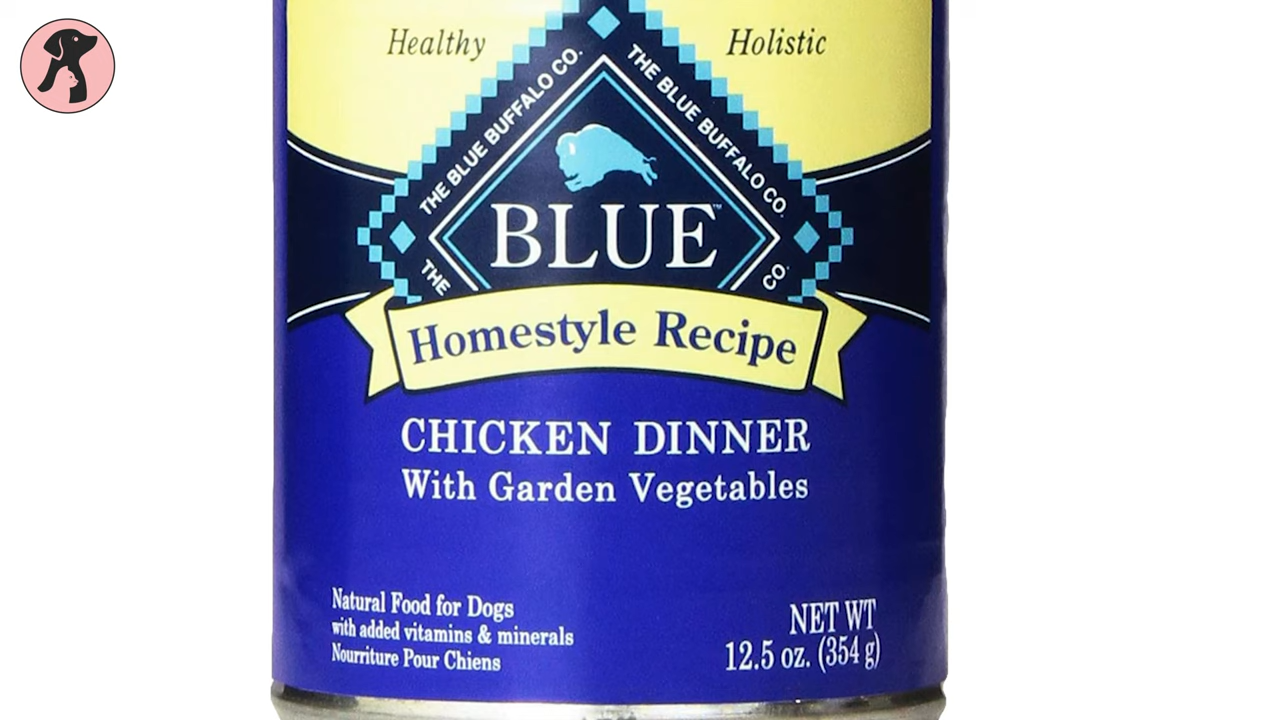 Healthy Holistic
THE BLUE BUFFALO CO.
THE BLUE BUFFALO CO.
BLUE™
THE
CO.
Homestyle Recipe
CHICKEN DINNER
With Garden Vegetables
Natural Food for Dogs
with added vitamins & minerals
Nourriture Pour Chiens
NET WT
12.5 oz. (354 g)